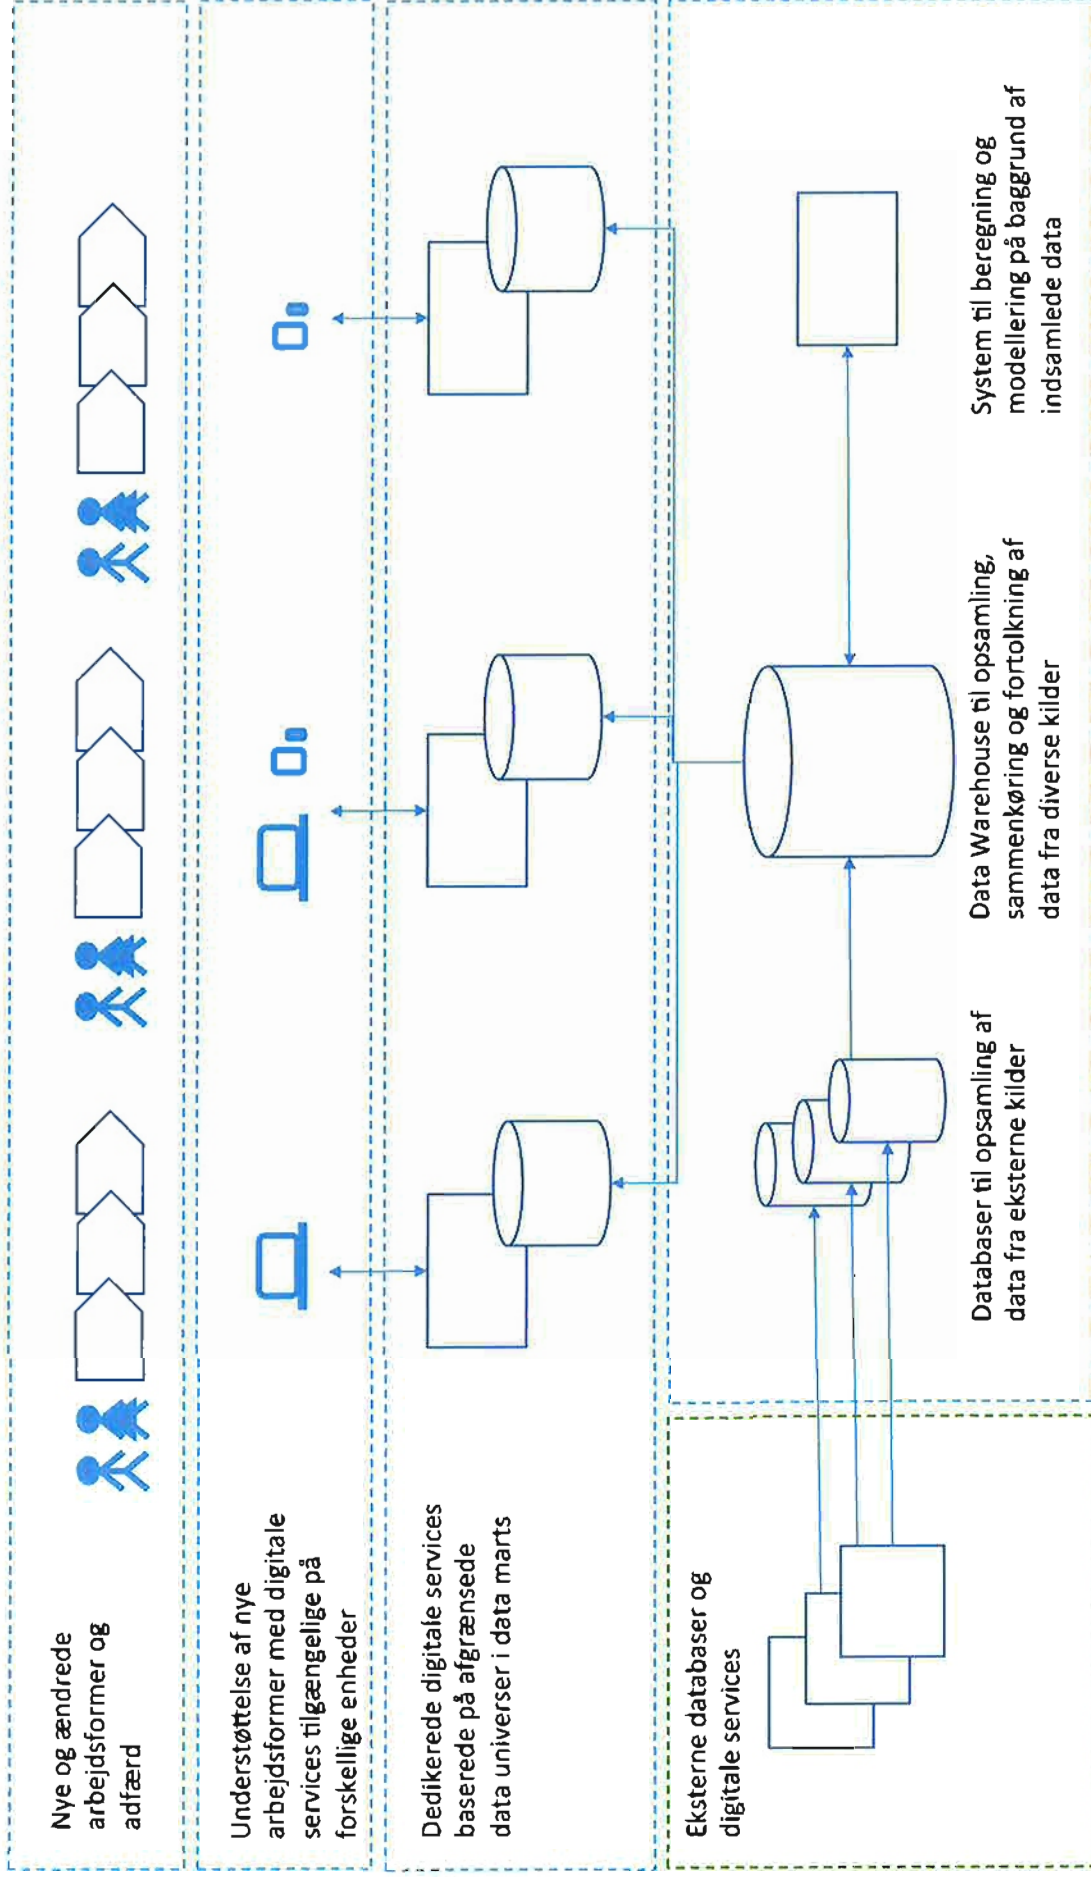 Nye og ændrede
arbejdsformer og
adfærd
Understøttelse af nye
arbejdsformer med digitale
services tilgængelige på
forskellige enheder
Dedikerede digitale services
baserede på afgrænsede
data universer i data marts
Eksterne databaser og
digitale services
Databaser til opsamling af
data fra eksterne kilder
Data Warehouse til opsamling,
sammenkøring og fortolkning af
data fra diverse kilder
System til beregning og
modellering på baggrund af
indsamlede data